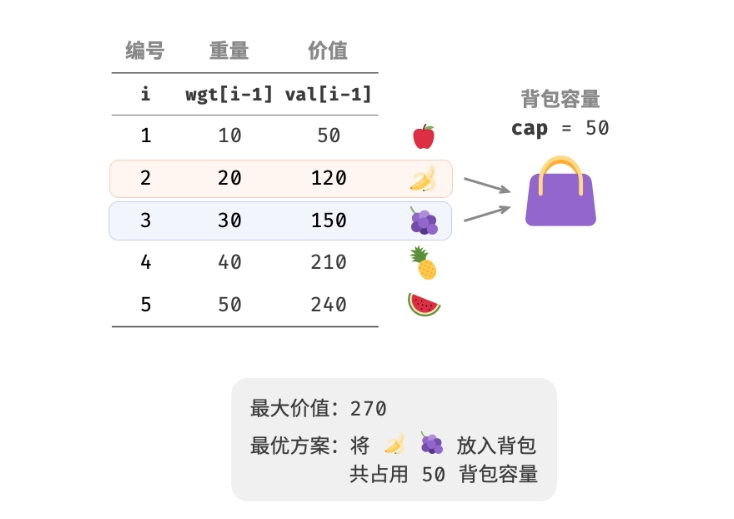 编号 重量 价值
i wgt[i-1] val[i-1]
1 10 50
2 20 120
3 30 150
4 40 210
5 50 240
背包容量
cap = 50
最大价值：270
最优方案：将 放入背包
共占用 50 背包容量